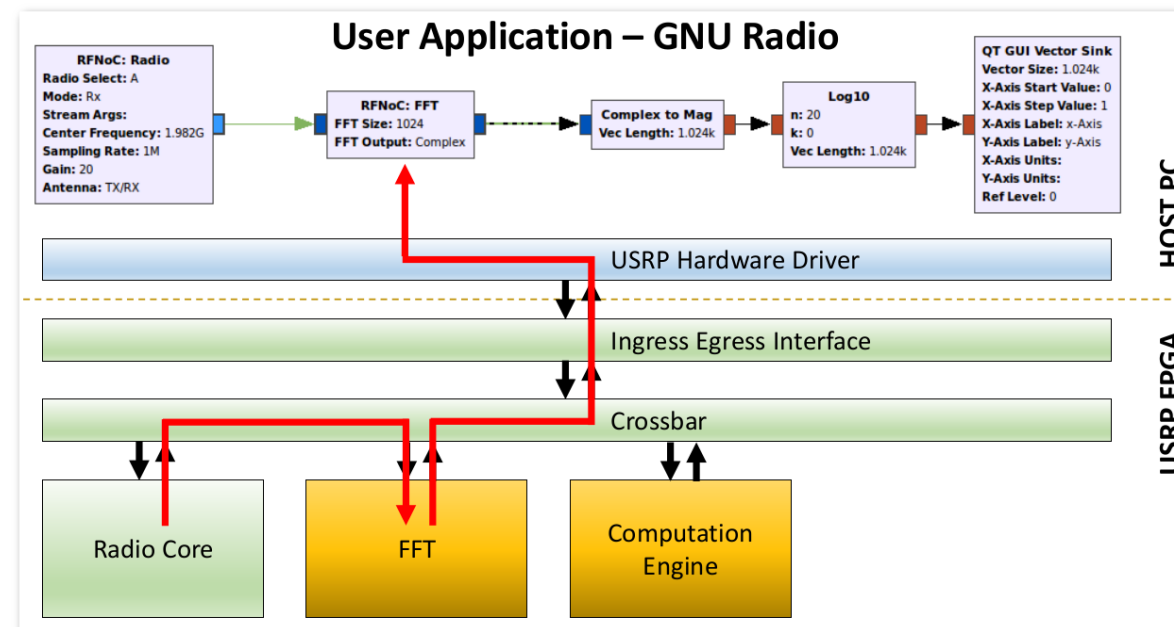 User Application – GNU Radio
RFNoC: Radio
Radio Select: A
Mode: Rx
Stream Args:
Center Frequency: 1.982G
Sampling Rate: 1M
Gain: 20
Antenna: TX/RX
RFNoC: FFT
FFT Size: 1024
FFT Output: Complex
Complex to Mag
Vec Length: 1.024k
Log10
n: 20
k: 0
Vec Length: 1.024k
QT GUI Vector Sink
Vector Size: 1.024k
X-Axis Start Value: 0
X-Axis Step Value: 1
X-Axis Label: x-Axis
Y-Axis Label: y-Axis
X-Axis Units:
Y-Axis Units:
Ref Level: 0
HOST PC
USRP Hardware Driver
Ingress Egress Interface
Crossbar
USRP FPGA
Radio Core
FFT
Computation
Engine